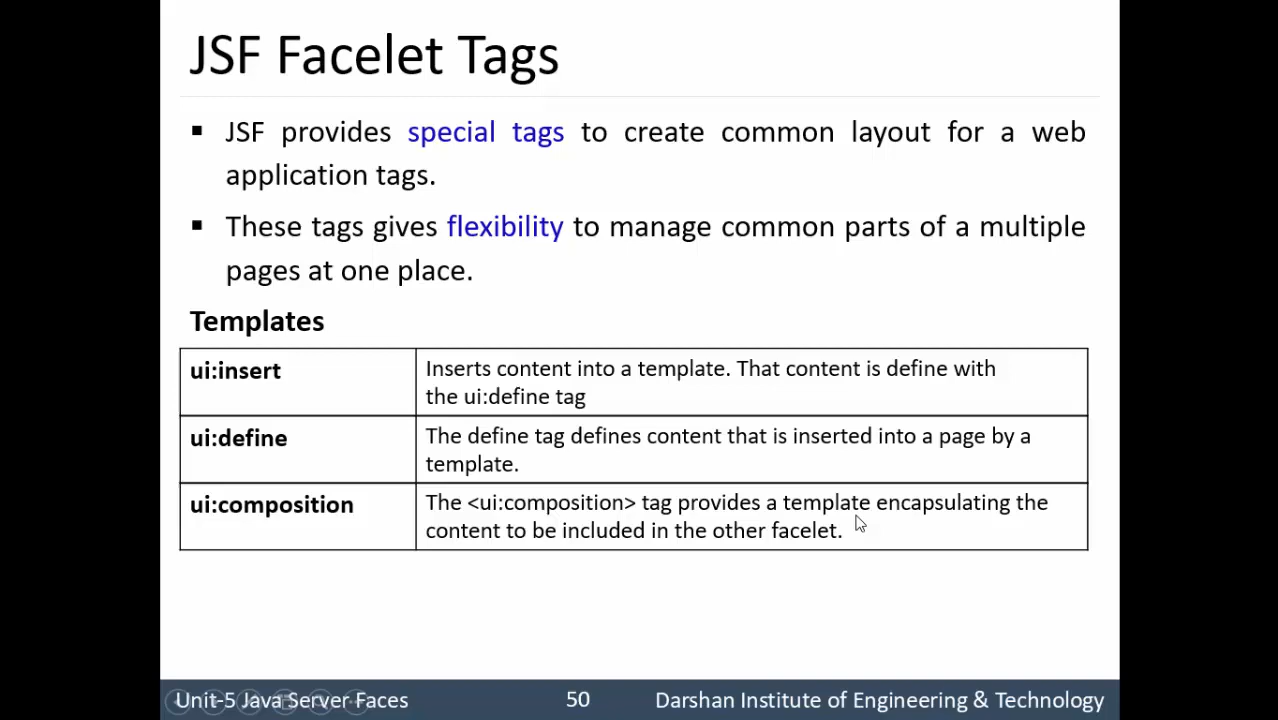 JSF Facelet Tags
▪ JSF provides special tags to create common layout for a web
application tags.
▪ These tags gives flexibility to manage common parts of a multiple
pages at one place.
Templates
ui:insert
Inserts content into a template. That content is define with
the ui:define tag
ui:define
The define tag defines content that is inserted into a page by a
template.
ui:composition
The <ui:composition> tag provides a template encapsulating the
content to be included in the other facelet.
Unit-5 Java Server Faces
50
Darshan Institute of Engineering & Technology